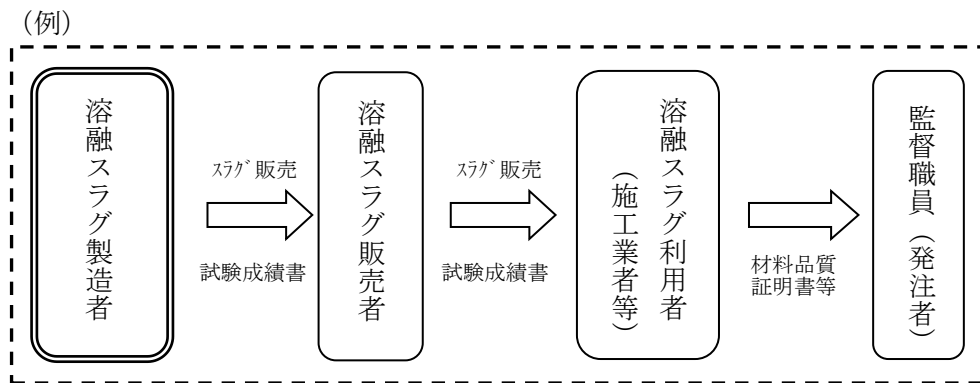 （例）
溶融スラグ製造者
ｽﾗｸﾞ販売
試験成績書
溶融スラグ販売者
ｽﾗｸﾞ販売
試験成績書
溶融スラグ利用者
（施工業者等）
材料品質
証明書等
監督職員（発注者）